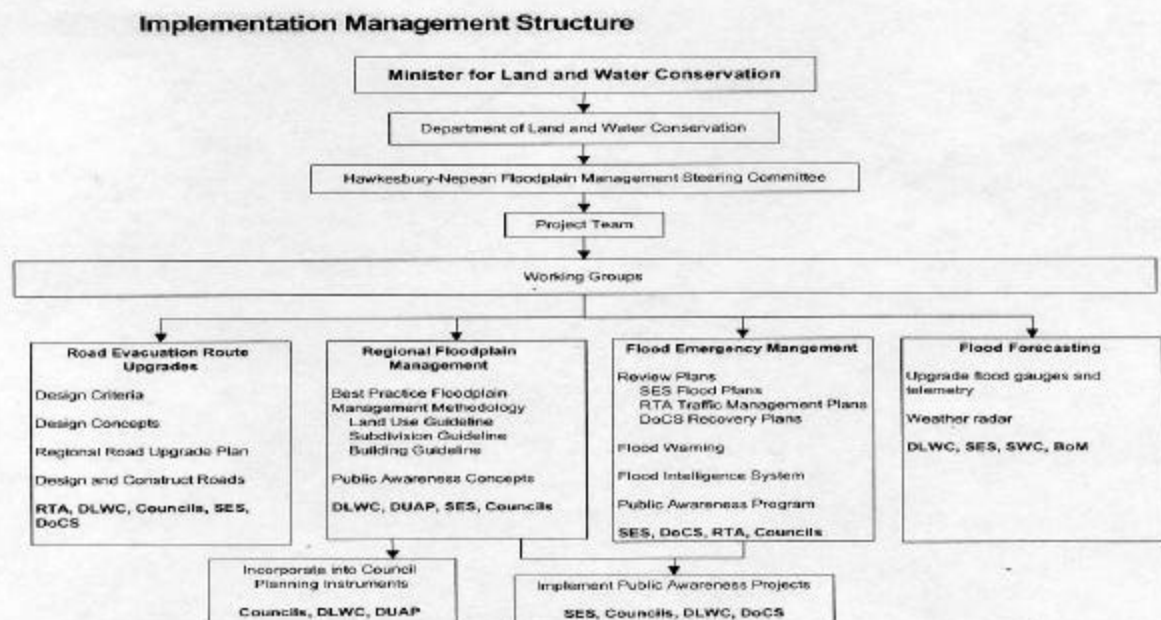 Implementation Management Structure
Minister for Land and Water Conservation
Department of Land and Water Conservation
Hawkesbury-Nepean Floodplain Management Steering Committee
Project Team
Working Groups
Road Evacuation Route
Upgrades
Design Criteria
Design Concepts
Regional Road Upgrade Plan
Design and Construct Roads
RTA, DLWC, Councils, SES,
DoCS
Regional Floodplain
Management
Best Practice Floodplain
Management Methodology
Land Use Guideline
Subdivision Guideline
Building Guideline
Public Awareness Concepts
DLWC, DUAP, SES, Councils
Flood Emergency Mangement
Review Plans
SES Flood Plans
RTA Traffic Management Plans
DoCS Recovery Plans
Flood Warning
Flood Intelligence System
Public Awareness Program
SES, DoCS, RTA, Councils
Flood Forecasting
Upgrade flood gauges and
telemetry
Weather radar
DLWC, SES, SWC, BoM
Incorporate into Council
Planning Instruments
Councils, DLWC, DUAP
Implement Public Awareness Projects
SES, Councils, DLWC, DoCS